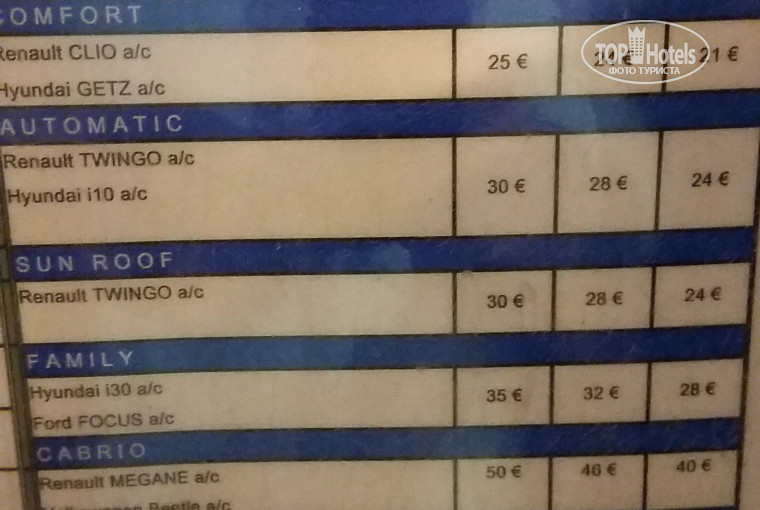 COMFORT
Renault CLIO a/c
Hyundai GETZ a/c
25 € 21 €
TOP Hotels
ФОТО ТУРИСТА
AUTOMATIC
Renault TWINGO a/c
Hyundai i10 a/c
30 € 28 € 24 €
SUN ROOF
Renault TWINGO a/c 30 € 28 € 24 €
FAMILY
Hyundai i30 a/c
Ford FOCUS a/c
35 € 32 € 28 €
CABRIO
Renault MEGANE a/c 50 € 46 € 40 €
Beetle a/c